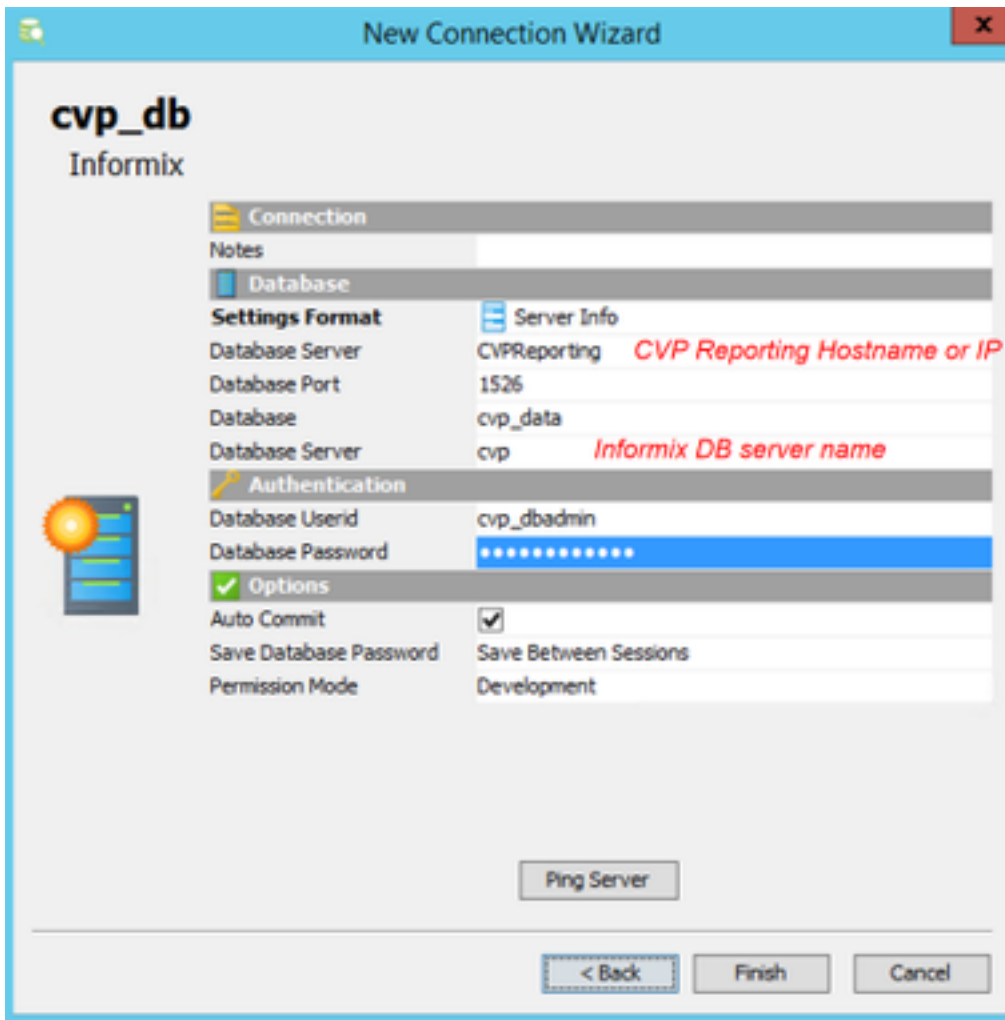 New Connection Wizard
x
cvp_db
Informix
Connection
Notes
Database
Settings Format Server Info
Database Server CVPReporting CVP Reporting Hostname or IP
Database Port 1526
Database cvp_data
Database Server cvp Informix DB server name
Authentication
Database Userid cvp_dbadmin
Database Password ••••••••••••
Options
Auto Commit
Save Database Password Save Between Sessions
Permission Mode Development
Ping Server
< Back Finish Cancel